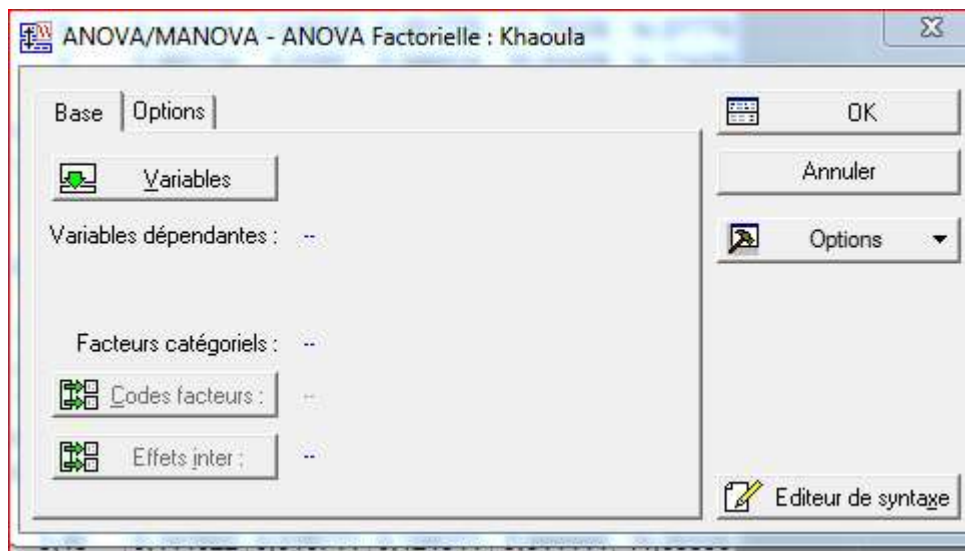 ANOVA/MANOVA - ANOVA Factorielle : Khaoula
Base
Options
Variables
Variables dépendantes : --
Facteurs catégoriels : --
Codes facteurs : --
Effets inter : --
OK
Annuler
Options
Editeur de syntaxe